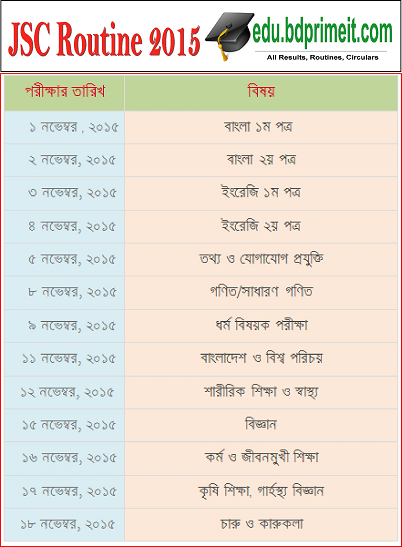 JSC Routine 2015
edu.bdprimeit.com
All Results, Routines, Circulars
পরীক্ষার তারিখ বিষয়
১ নভেম্বর , ২০১৫ বাংলা ১ম পত্র
২ নভেম্বর, ২০১৫ বাংলা ২য় পত্র
৩ নভেম্বর, ২০১৫ ইংরেজি ১ম পত্র
৪ নভেম্বর, ২০১৫ ইংরেজি ২য় পত্র
৫ নভেম্বর, ২০১৫ তথ্য ও যোগাযোগ প্রযুক্তি
৮ নভেম্বর, ২০১৫ গণিত/সাধারণ গণিত
৯ নভেম্বর, ২০১৫ ধর্ম বিষয়ক পরীক্ষা
১১ নভেম্বর, ২০১৫ বাংলাদেশ ও বিশ্ব পরিচয়
১২ নভেম্বর, ২০১৫ শারীরিক শিক্ষা ও স্বাস্থ্য
১৫ নভেম্বর, ২০১৫ বিজ্ঞান
১৬ নভেম্বর, ২০১৫ কর্ম ও জীবনমুখী শিক্ষা
১৭ নভেম্বর, ২০১৫ কৃষি শিক্ষা, গার্হস্থ্য বিজ্ঞান
১৮ নভেম্বর, ২০১৫ চারু ও কারুকলা